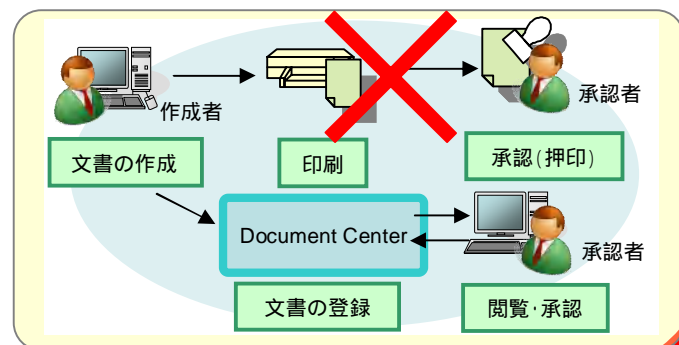 作成者
承認者
文書の作成
印刷
承認(押印)
Document Center
承認者
文書の登録
閲覧・承認